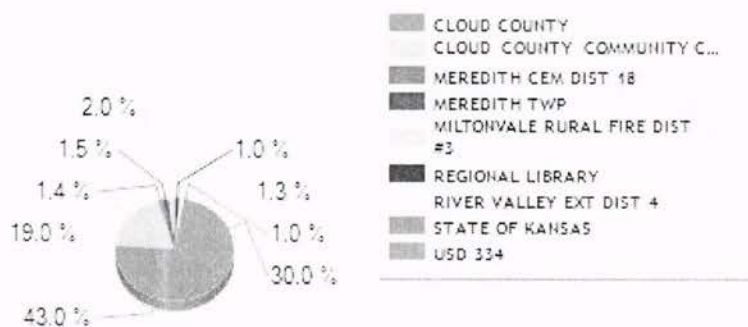 2.0 %
1.5 %
1.0 %
1.4 %
1.3 %
19.0 %
1.0 %
30.0 %
43.0 %
CLOUD COUNTY
CLOUD COUNTY COMMUNITY C...
MEREDITH CEM DIST 18
MEREDITH TWP
MILTONVALE RURAL FIRE DIST
#3
REGIONAL LIBRARY
RIVER VALLEY EXT DIST 4
STATE OF KANSAS
USD 334